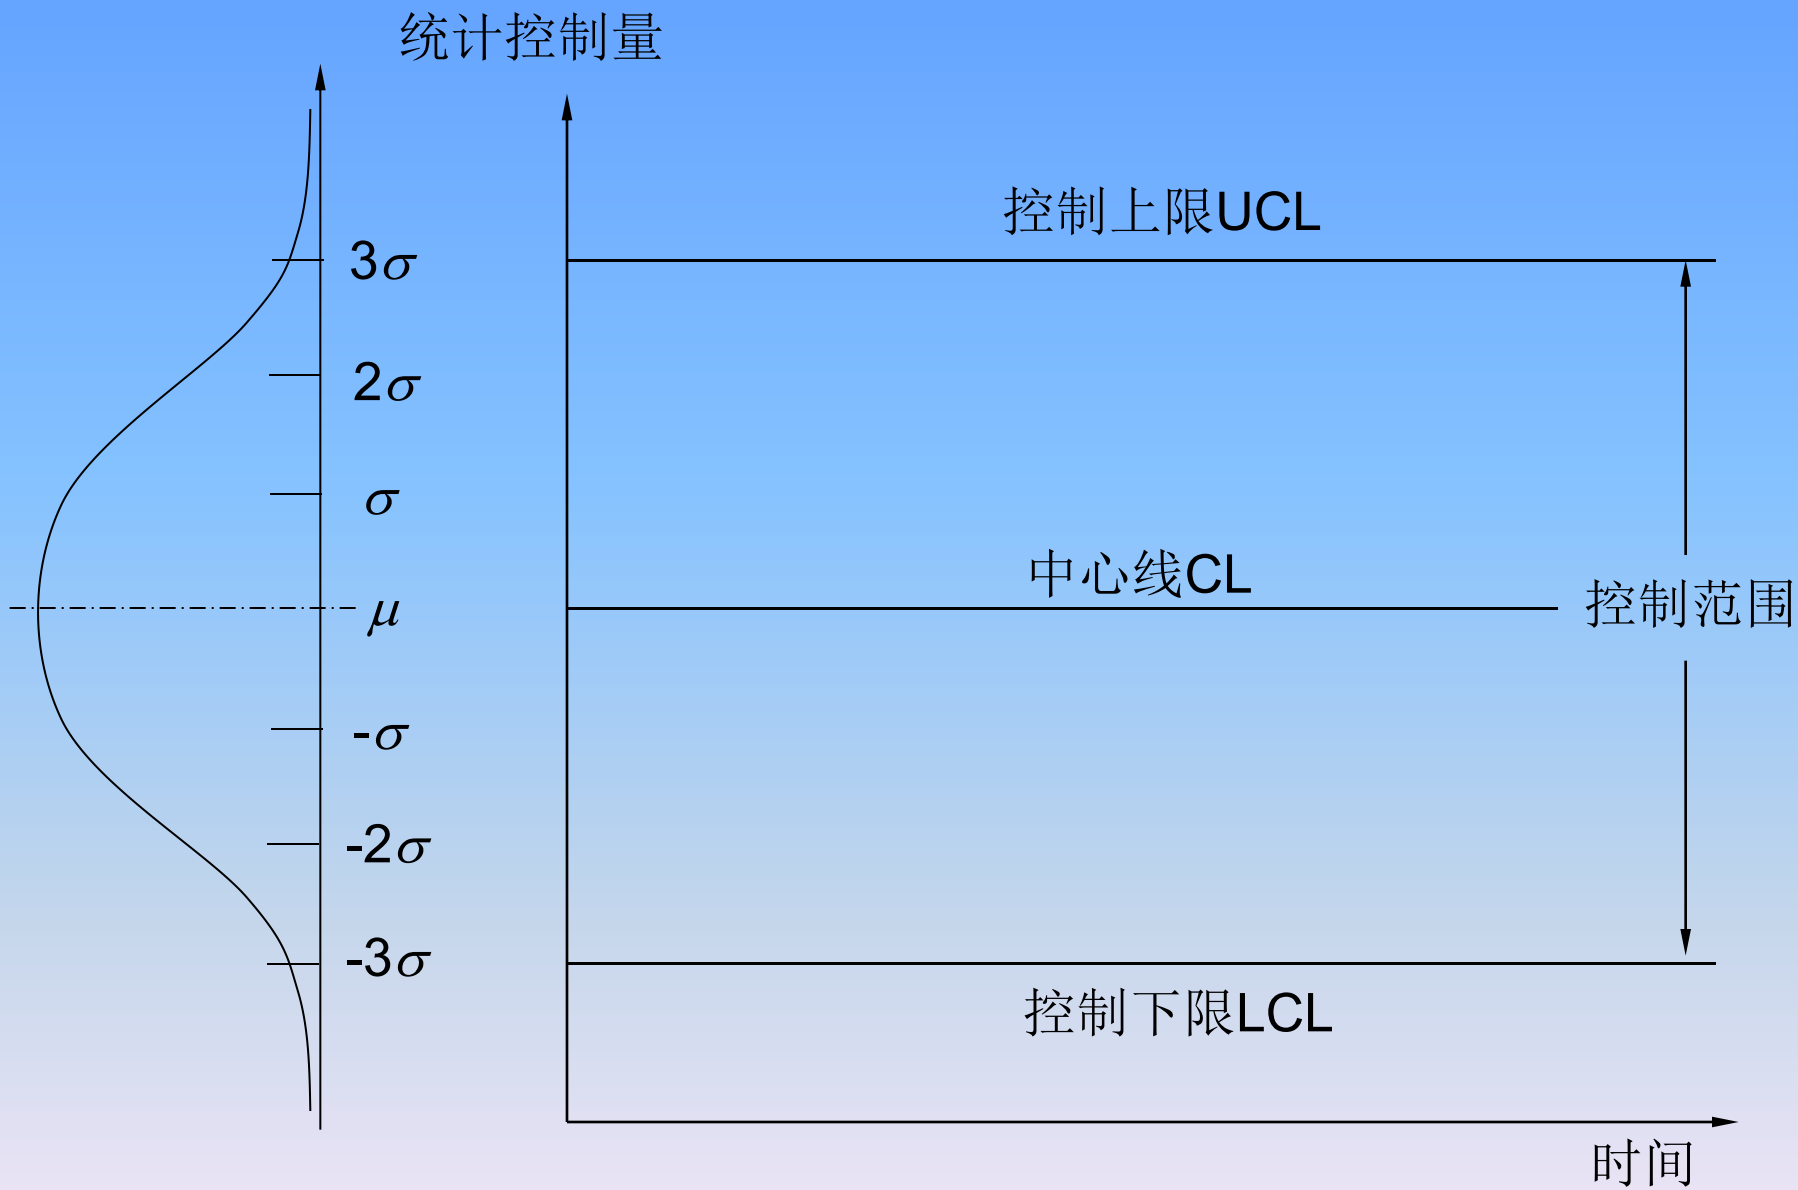 统计控制量
控制上限UCL
3σ
2σ
σ
中心线CL
μ
控制范围
-σ
-2σ
-3σ
控制下限LCL
时间